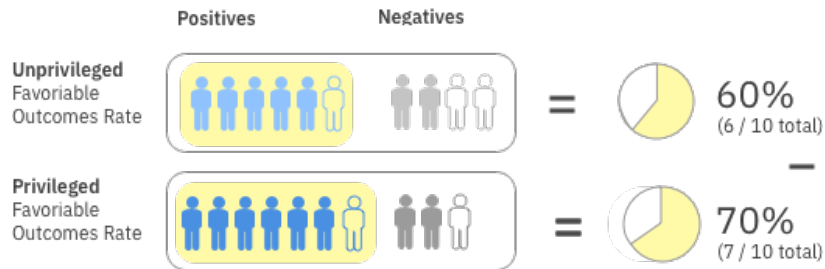 Positives Negatives
Unprivileged
Favoriable
Outcomes Rate
= 60%
(6 / 10 total)
−
Privileged
Favoriable
Outcomes Rate
= 70%
(7 / 10 total)